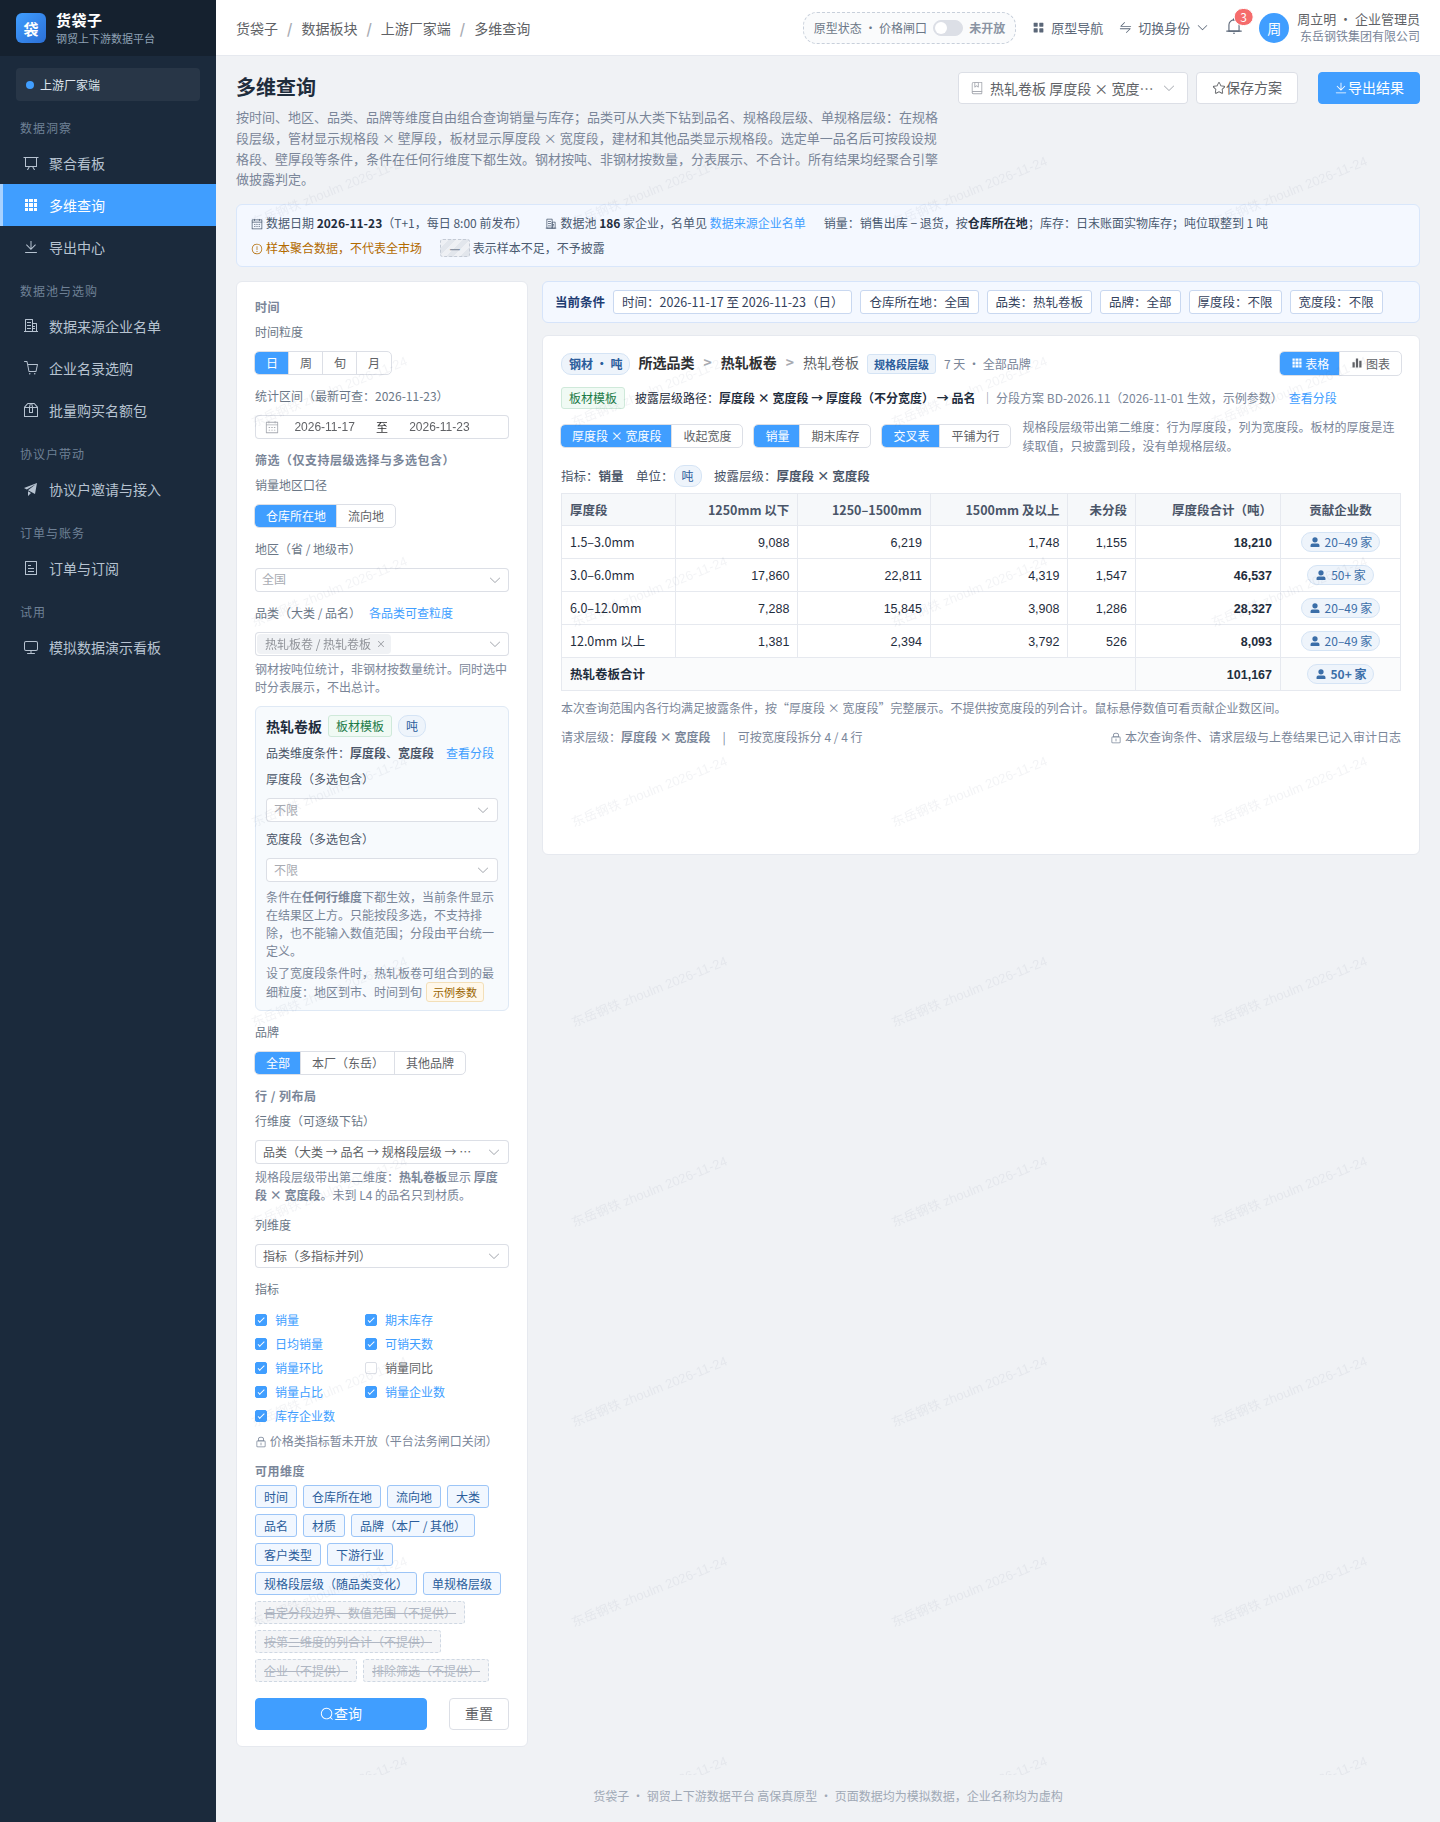 袋 货袋子
钢贸上下游数据平台
货袋子 / 数据板块 / 上游厂家端 / 多维查询
原型状态 · 价格闸口 未开放
原型导航
切换身份
3
周
周立明 · 企业管理员
东岳钢铁集团有限公司
上游厂家端
数据洞察
聚合看板
多维查询
导出中心
数据池与选购
数据来源企业名单
企业名录选购
批量购买名额包
协议户带动
协议户邀请与接入
订单与账务
订单与订阅
试用
模拟数据演示看板
多维查询
热轧卷板 厚度段 × 宽度…
保存方案
导出结果
按时间、地区、品类、品牌等维度自由组合查询销量与库存；品类可从大类下钻到品名、规格段层级、单规格层级：在规格
段层级，管材显示规格段 × 壁厚段，板材显示厚度段 × 宽度段，建材和其他品类显示规格段。选定单一品名后可按段设规
格段、壁厚段等条件，条件在任何行维度下都生效。钢材按吨、非钢材按数量，分表展示、不合计。所有结果均经聚合引擎
做披露判定。
数据日期 2026-11-23（T+1，每日 8:00 前发布） 数据池 186 家企业，名单见 数据来源企业名单 销量：销售出库 − 退货，按仓库所在地；库存：日末账面实物库存；吨位取整到 1 吨
样本聚合数据，不代表全市场 — 表示样本不足，不予披露
时间
时间粒度
日 周 旬 月
统计区间（最新可查：2026-11-23）
2026-11-17 至 2026-11-23
筛选（仅支持层级选择与多选包含）
销量地区口径
仓库所在地 流向地
地区（省 / 地级市）
全国
品类（大类 / 品名） 各品类可查粒度
热轧板卷 / 热轧卷板 ×
钢材按吨位统计，非钢材按数量统计。同时选中
时分表展示，不出总计。
热轧卷板 板材模板 吨
品类维度条件：厚度段、宽度段 查看分段
厚度段（多选包含）
不限
宽度段（多选包含）
不限
条件在任何行维度下都生效，当前条件显示
在结果区上方。只能按段多选，不支持排
除，也不能输入数值范围；分段由平台统一
定义。
设了宽度段条件时，热轧板卷可组合到的最
细粒度：地区到市、时间到旬 示例参数
品牌
全部 本厂（东岳） 其他品牌
行 / 列布局
行维度（可逐级下钻）
品类（大类 → 品名 → 规格段层级 → …
规格段层级带出第二维度：热轧卷板显示 厚度
段 × 宽度段。未到 L4 的品名只到材质。
列维度
指标（多指标并列）
指标
销量 期末库存
日均销量 可销天数
销量环比 销量同比
销量占比 销量企业数
库存企业数
价格类指标暂未开放（平台法务闸口关闭）
可用维度
时间 仓库所在地 流向地 大类
品名 材质 品牌（本厂 / 其他）
客户类型 下游行业
规格段层级（随品类变化） 单规格层级
自定分段边界、数值范围（不提供）
按第二维度的列合计（不提供）
企业（不提供） 排除筛选（不提供）
查询 重置
当前条件 时间：2026-11-17 至 2026-11-23（日） 仓库所在地：全国 品类：热轧卷板 品牌：全部 厚度段：不限 宽度段：不限
钢材 · 吨 所选品类 > 热轧板卷 > 热轧卷板 规格段层级 7 天 · 全部品牌
表格 图表
板材模板 披露层级路径：厚度段 × 宽度段 → 厚度段（不分宽度） → 品名 | 分段方案 BD-2026.11（2026-11-01 生效，示例参数） 查看分段
厚度段 × 宽度段 收起宽度 销量 期末库存 交叉表 平铺为行
规格段层级带出第二维度：行为厚度段，列为宽度段。板材的厚度是连
续取值，只披露到段，没有单规格层级。
指标：销量 单位：吨 披露层级：厚度段 × 宽度段
厚度段 1250mm 以下 1250–1500mm 1500mm 及以上 未分段 厚度段合计（吨） 贡献企业数
1.5–3.0mm 9,088 6,219 1,748 1,155 18,210 20–49 家
3.0–6.0mm 17,860 22,811 4,319 1,547 46,537 50+ 家
6.0–12.0mm 7,288 15,845 3,908 1,286 28,327 20–49 家
12.0mm 以上 1,381 2,394 3,792 526 8,093 20–49 家
热轧卷板合计 101,167 50+ 家
本次查询范围内各行均满足披露条件，按“厚度段 × 宽度段”完整展示。不提供按宽度段的列合计。鼠标悬停数值可看贡献企业数区间。
请求层级：厚度段 × 宽度段 | 可按宽度段拆分 4 / 4 行
本次查询条件、请求层级与上卷结果已记入审计日志
东岳钢铁 zhoulm 2026-11-24
货袋子 · 钢贸上下游数据平台 高保真原型 · 页面数据均为模拟数据，企业名称均为虚构